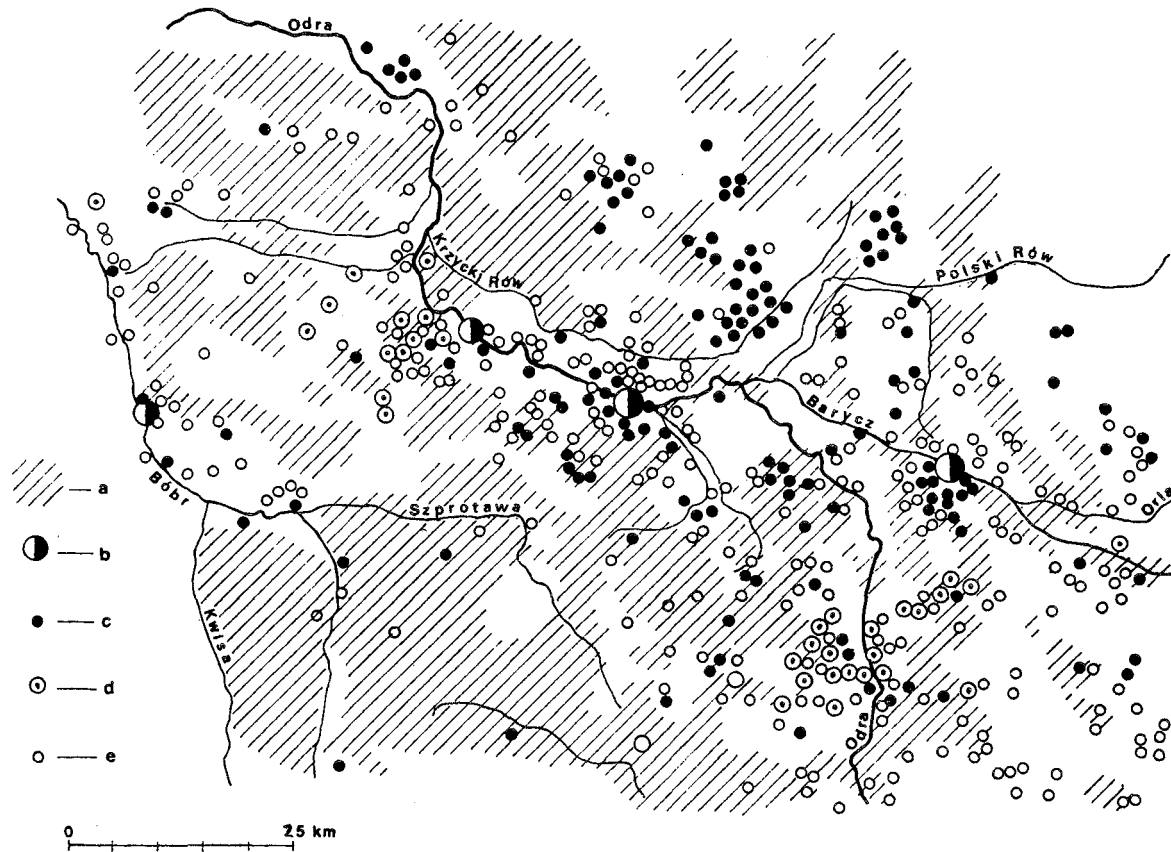 Odra
Krzycki Rów
Polski Rów
Barycz
Orla
Bóbr
Szprotawa
Kwisa
Odra
a
b
c
d
e
0 25 km